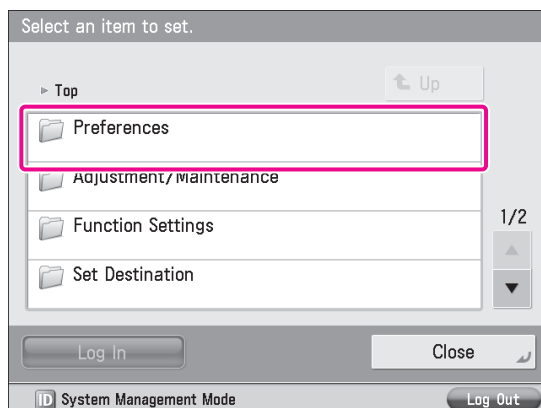 Select an item to set.
Up
Top
Preferences
Adjustment/Maintenance
Function Settings
1/2
Set Destination
Log In
Close
ID System Management Mode
Log Out